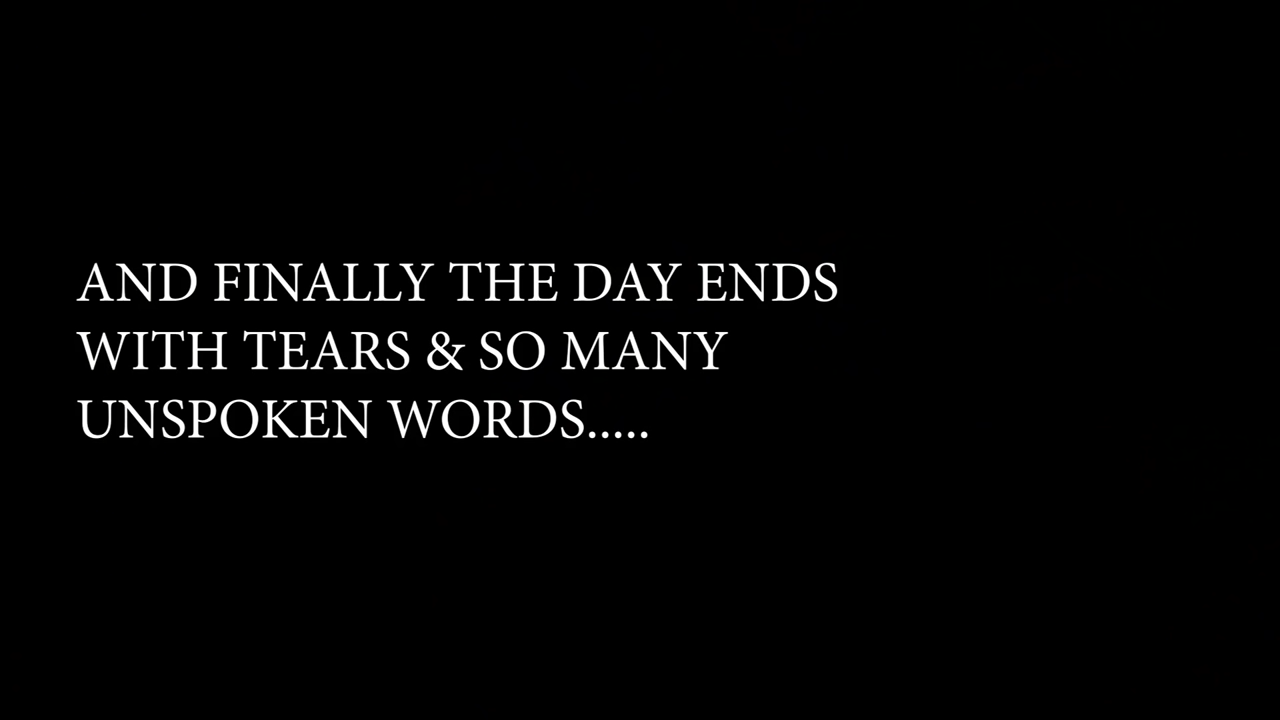 AND FINALLY THE DAY ENDS
WITH TEARS & SO MANY
UNSPOKEN WORDS.....